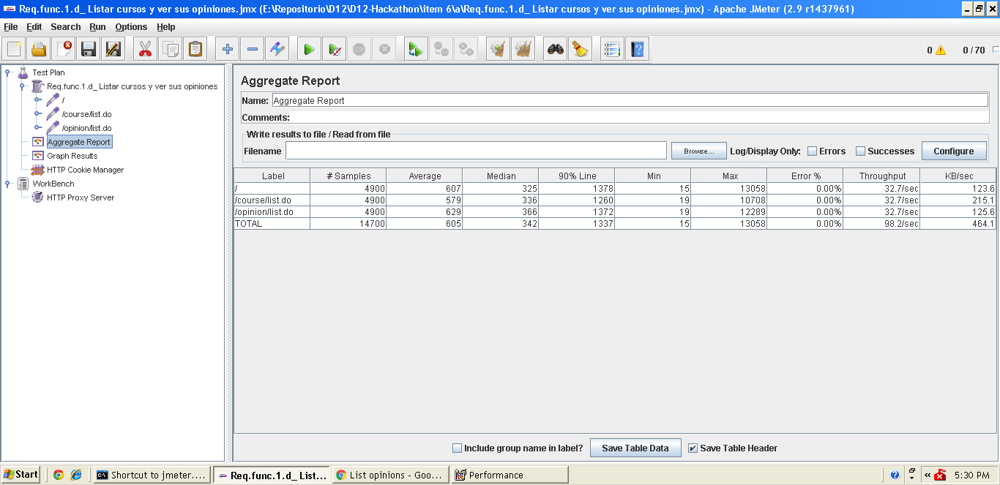 Req.func.1.d_ Listar cursos y ver sus opiniones.jmx (E:\Repositorio\D12\D12-Hackathon\item 6\a\Req.func.1.d_ Listar cursos y ver sus opiniones.jmx) - Apache JMeter (2.9 r1437961)
File Edit Search Run Options Help
0 0 / 70
Test Plan
Req.func.1.d_ Listar cursos y ver sus opiniones
/
/course/list.do
/opinion/list.do
Aggregate Report
Graph Results
HTTP Cookie Manager
WorkBench
HTTP Proxy Server
Aggregate Report
Name: Aggregate Report
Comments:
Write results to file / Read from file
Filename Browse... Log/Display Only: Errors Successes Configure
Label # Samples Average Median 90% Line Min Max Error % Throughput KB/sec
/ 4900 607 325 1378 15 13058 0.00% 32.7/sec 123.6
/course/list.do 4900 579 336 1260 19 10708 0.00% 32.7/sec 215.1
/opinion/list.do 4900 629 366 1372 19 12289 0.00% 32.7/sec 125.6
TOTAL 14700 605 342 1337 15 13058 0.00% 98.2/sec 464.1
Include group name in label? Save Table Data Save Table Header
Start Shortcut to jmeter.... Req.func.1.d_ List... List opinions - Goo... Performance 5:30 PM